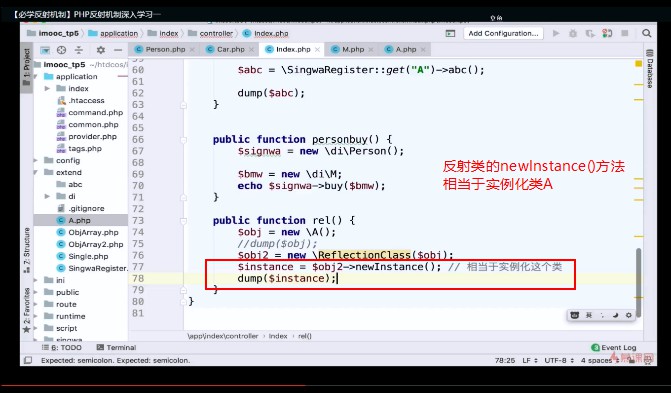 【必学反射机制】PHP反射机制深入学习一
imooc_tp5 application index controller Index.php
Add Configuration...
1: Project
Person.php Car.php Index.php M.php A.php
imooc_tp5
application
index
.htaccess
command.php
common.php
provider.php
tags.php
config
extend
abc
di
.gitignore
A.php
ObjArray.php
ObjArray2.php
Single.php
SingwaRegister.
ini
public
route
runtime
script
singwa
7: Structure
2: Favorites
Database
59
60 $abc = \SingwaRegister::get("A")->abc();
61
62 dump($abc);
63 }
64
65
66 public function personbuy() {
67 $signwa = new \di\Person();
68
69 $bmw = new \di\M;
70 echo $signwa->buy($bmw);
71 }
72
73 public function rel() {
74 $obj = new \A();
75 //dump($obj);
76 $obj2 = new \ReflectionClass($obj);
77 $instance = $obj2->newInstance(); // 相当于实例化这个类
78 dump($instance);
79 }
80 }
81
反射类的newInstance()方法
相当于实例化类A
英
\app\index\controller Index rel()
6: TODO Terminal Event Log
Expected: semicolon. Expected: semicolon. 78:25 LF UTF-8 4 spaces
慕课网